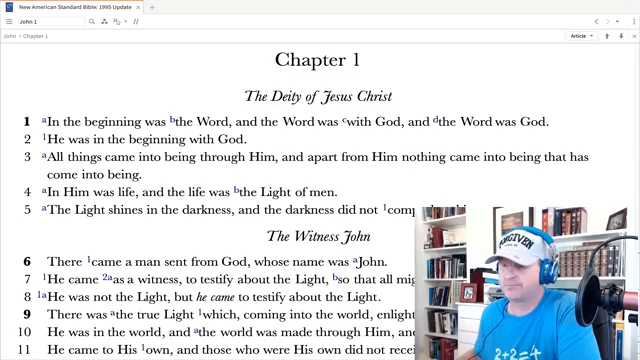 New American Standard Bible: 1995 Update
John 1
John › Chapter 1
Article
Chapter 1
The Deity of Jesus Christ
1 aIn the beginning was bthe Word, and the Word was cwith God, and dthe Word was God.
2 1He was in the beginning with God.
3 aAll things came into being through Him, and apart from Him nothing came into being that has
come into being.
4 aIn Him was life, and the life was bthe Light of men.
5 aThe Light shines in the darkness, and the darkness did not
The Witness John
6 There 1came a man sent from God, whose name was aJohn.
7 1He came 2aas a witness, to testify about the Light, bso that all
8 1aHe was not the Light, but he came to testify about the Light.
9 There was athe true Light 1which, coming into the world,
10 He was in the world, and athe world was made through Him, and
11 He came to His 1own, and those who were His own did not
FORGIVEN
2+2=4